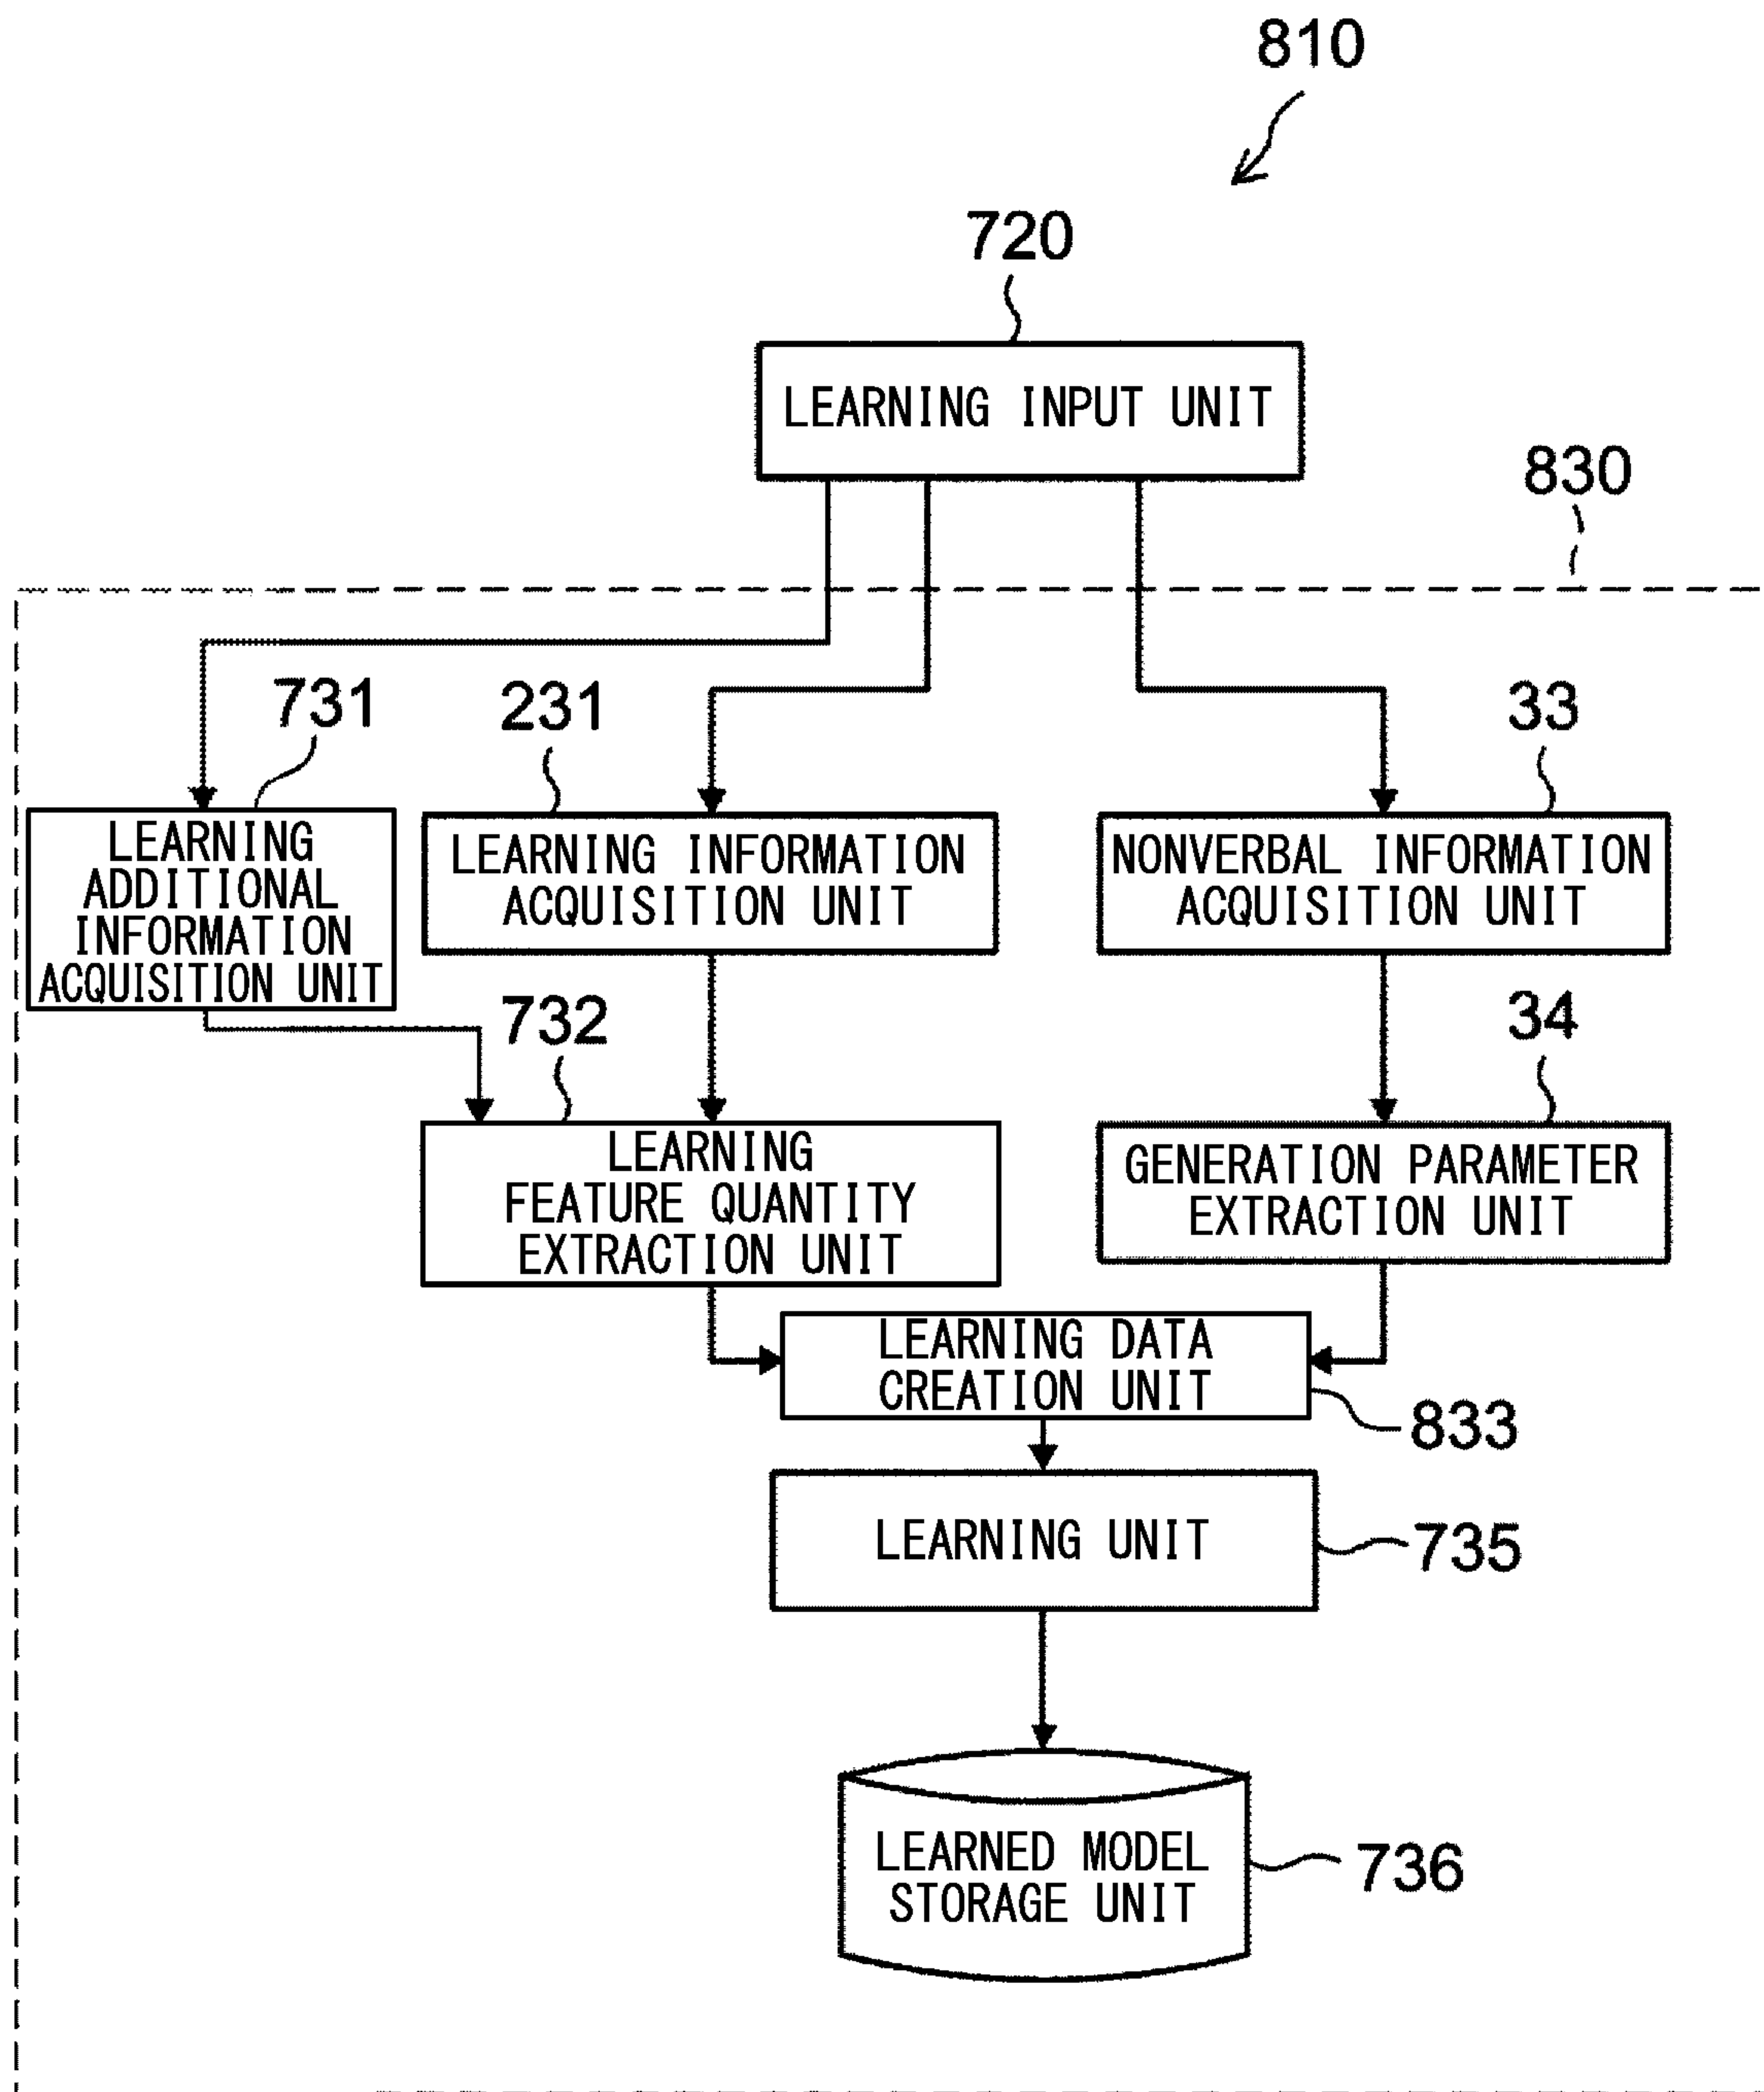 810
720
LEARNING INPUT UNIT
830
731
231
33
LEARNING
ADDITIONAL
INFORMATION
ACQUISITION UNIT
LEARNING INFORMATION
ACQUISITION UNIT
NONVERBAL INFORMATION
ACQUISITION UNIT
732
34
LEARNING
FEATURE QUANTITY
EXTRACTION UNIT
GENERATION PARAMETER
EXTRACTION UNIT
LEARNING DATA
CREATION UNIT
833
LEARNING UNIT
735
LEARNED MODEL
STORAGE UNIT
736